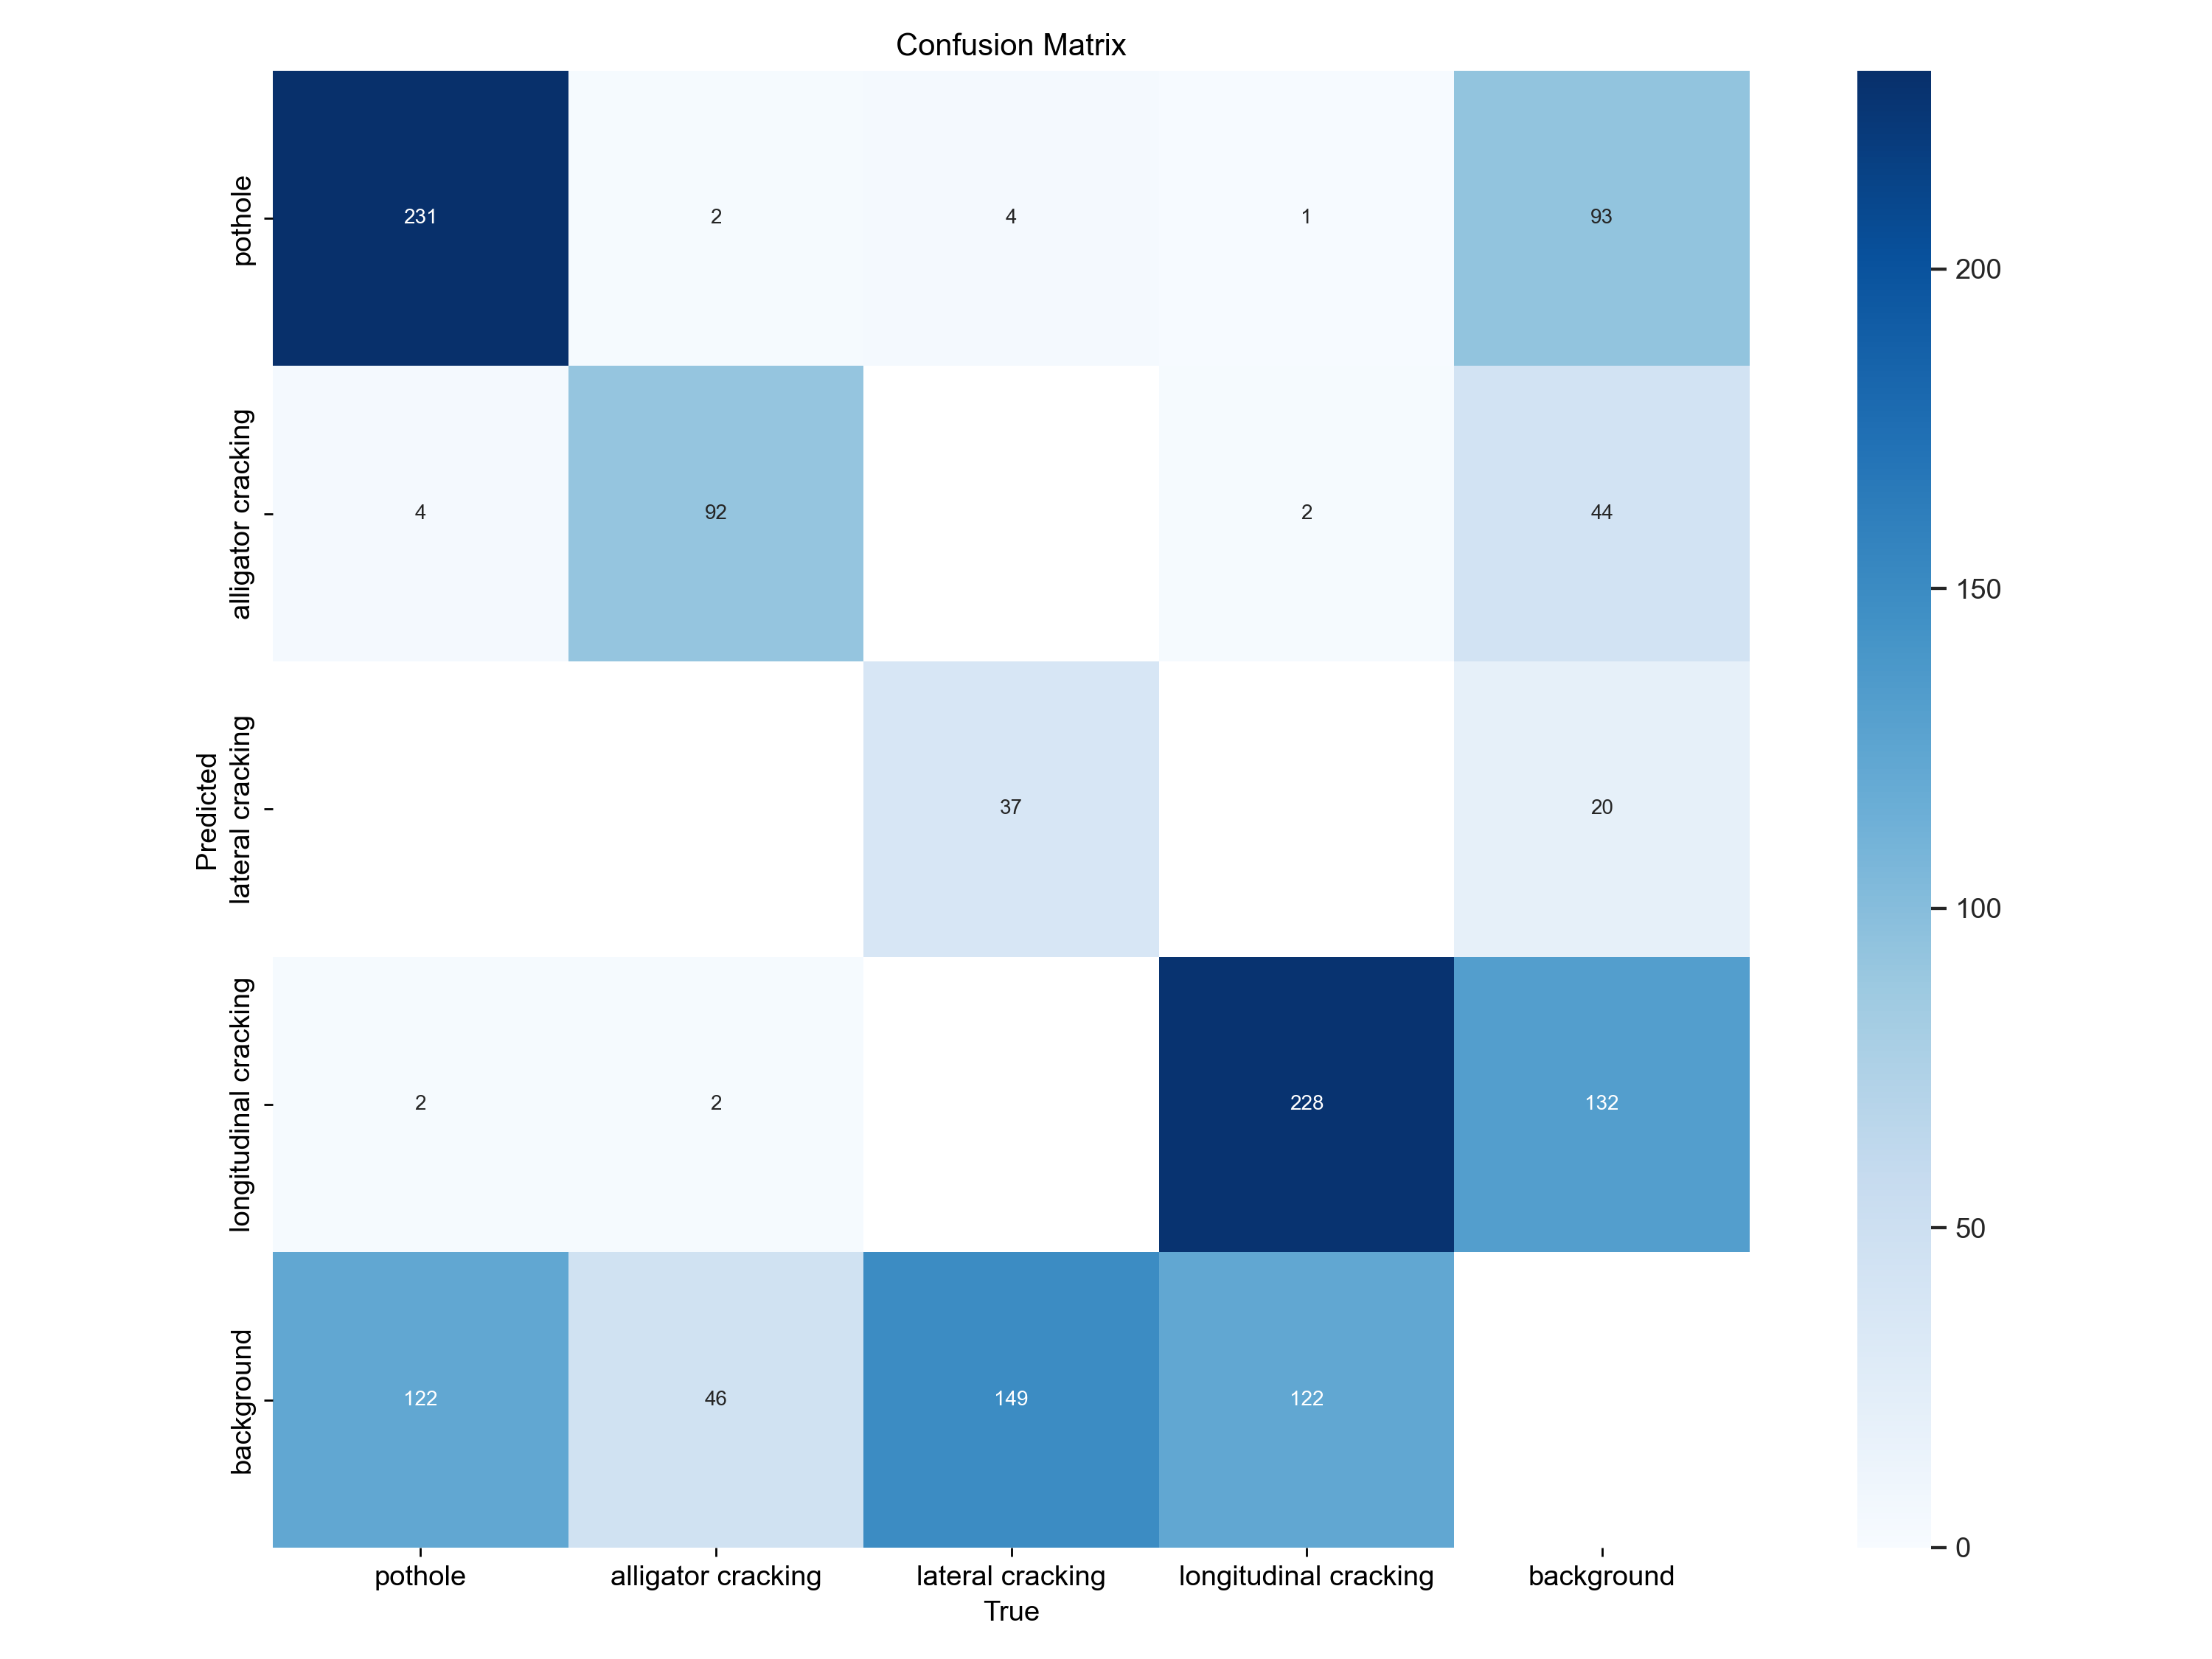 Confusion Matrix
Predicted
pothole
231 2 4 1 93
alligator cracking
4 92 2 44
lateral cracking
37 20
longitudinal cracking
2 2 228 132
background
122 46 149 122
pothole alligator cracking lateral cracking longitudinal cracking background
True
200
150
100
50
0